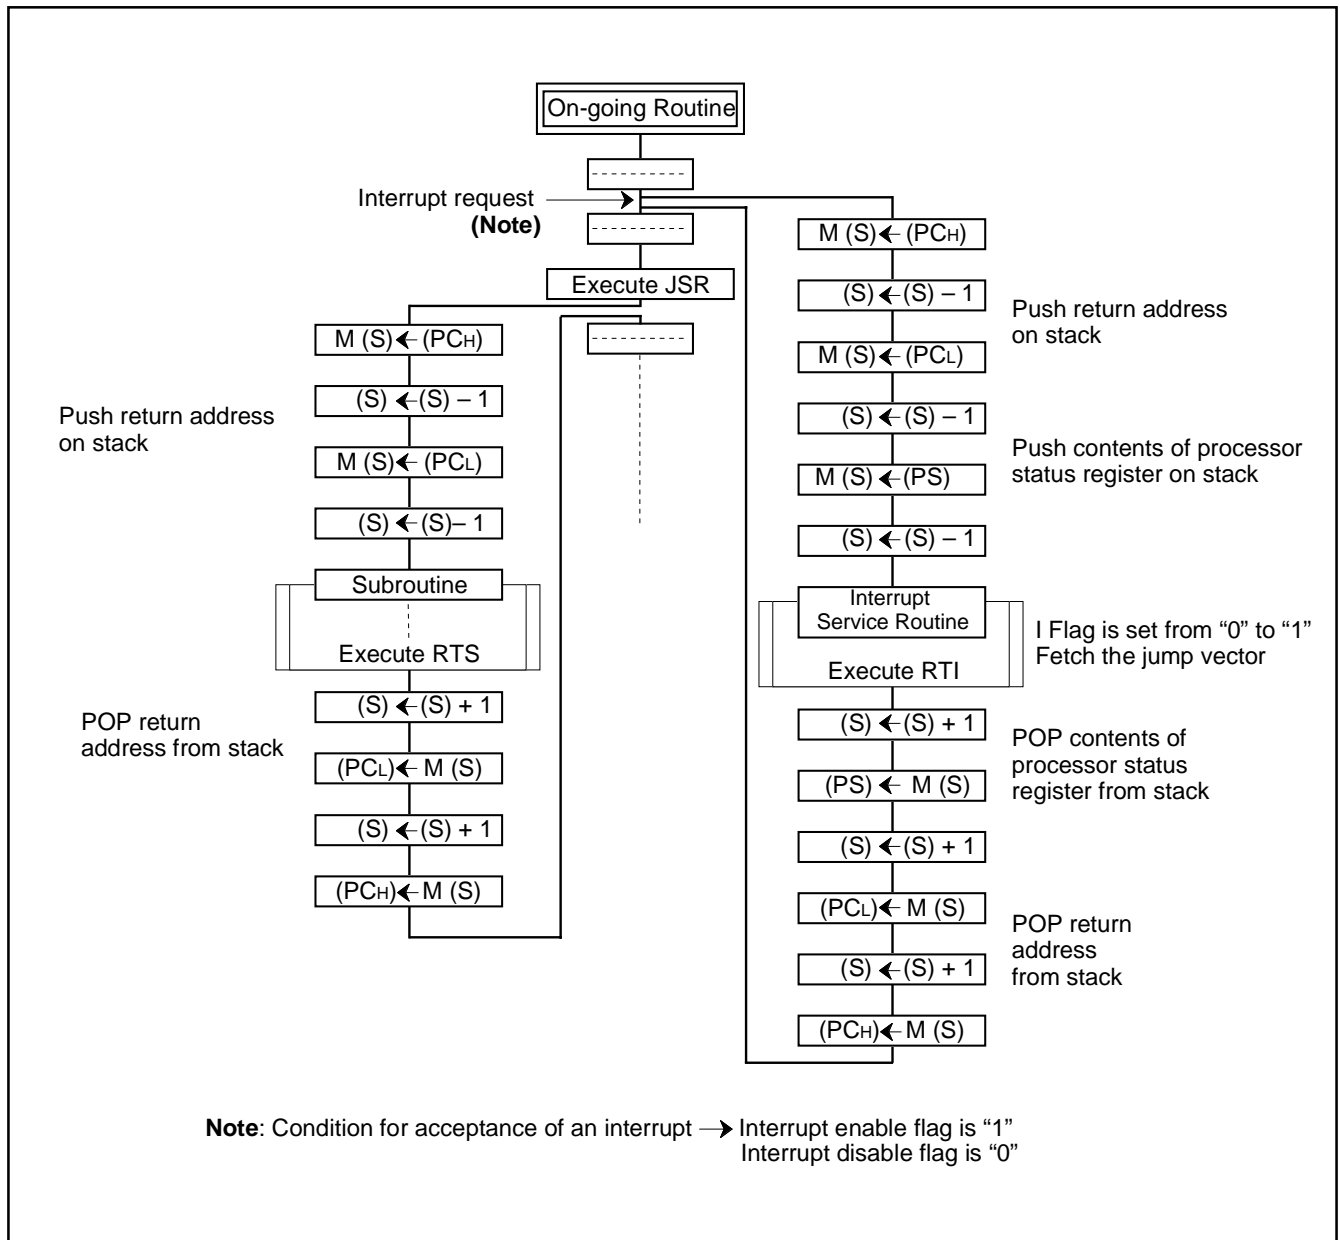 On-going Routine
Interrupt request
(Note)
Execute JSR
M (S) ← (PCH)
(S) ← (S) – 1
M (S) ← (PCL)
(S) ← (S)– 1
Push return address
on stack
Subroutine
Execute RTS
(S) ← (S) + 1
(PCL) ← M (S)
(S) ← (S) + 1
(PCH) ← M (S)
POP return
address from stack
M (S) ← (PCH)
(S) ← (S) – 1
M (S) ← (PCL)
(S) ← (S) – 1
M (S) ← (PS)
(S) ← (S) – 1
Push return address
on stack
Push contents of processor
status register on stack
Interrupt
Service Routine
Execute RTI
I Flag is set from “0” to “1”
Fetch the jump vector
(S) ← (S) + 1
(PS) ← M (S)
(S) ← (S) + 1
(PCL) ← M (S)
(S) ← (S) + 1
(PCH) ← M (S)
POP contents of
processor status
register from stack
POP return
address
from stack
Note: Condition for acceptance of an interrupt → Interrupt enable flag is “1”
Interrupt disable flag is “0”